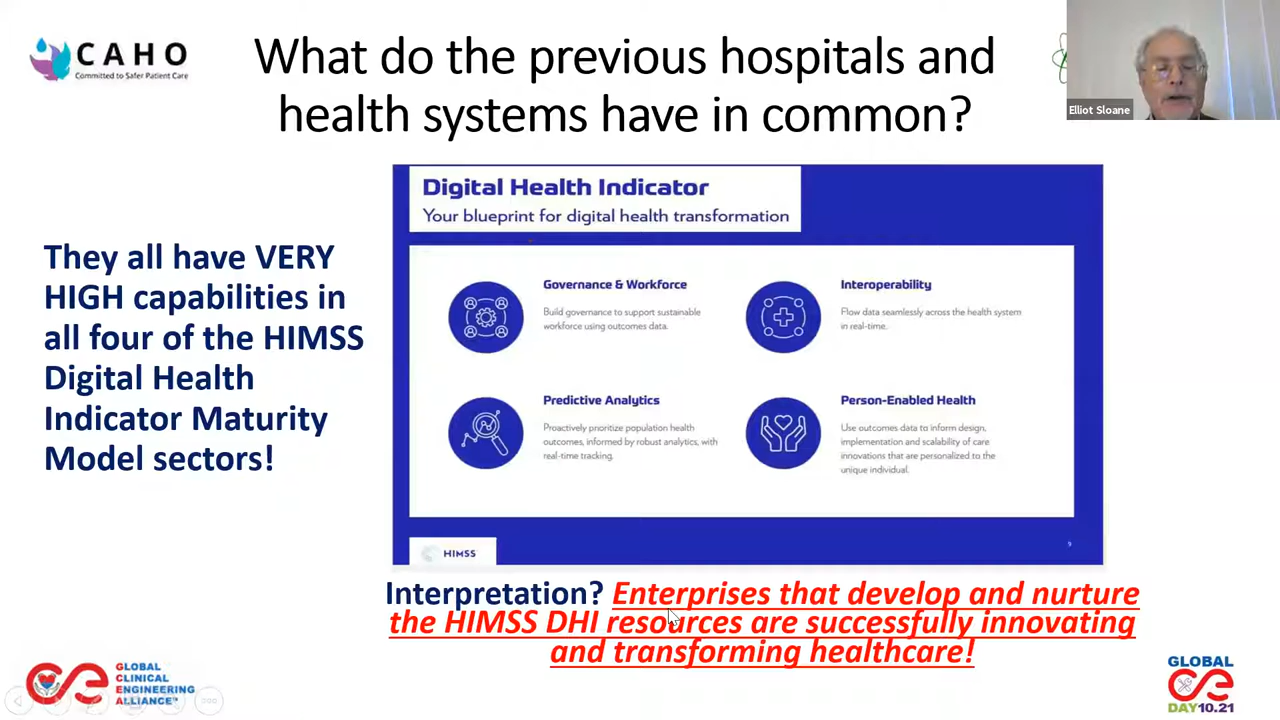 CAHO
Committed to Safer Patient Care
What do the previous hospitals and
health systems have in common?
Elliot Sloane
They all have VERY
HIGH capabilities in
all four of the HIMSS
Digital Health
Indicator Maturity
Model sectors!
Digital Health Indicator
Your blueprint for digital health transformation
Governance & Workforce
Build governance to support sustainable
workforce using outcomes data.
Interoperability
Flow data seamlessly across the health system
in real-time.
Predictive Analytics
Proactively prioritize population health
outcomes, informed by robust analytics, with
real-time tracking.
Person-Enabled Health
Use outcomes data to inform design,
implementation and scalability of care
innovations that are personalized to the
unique individual.
HIMSS
9
Interpretation? Enterprises that develop and nurture
the HIMSS DHI resources are successfully innovating
and transforming healthcare!
GLOBAL
CLINICAL
ENGINEERING
ALLIANCE
GLOBAL
CE
DAY10.21